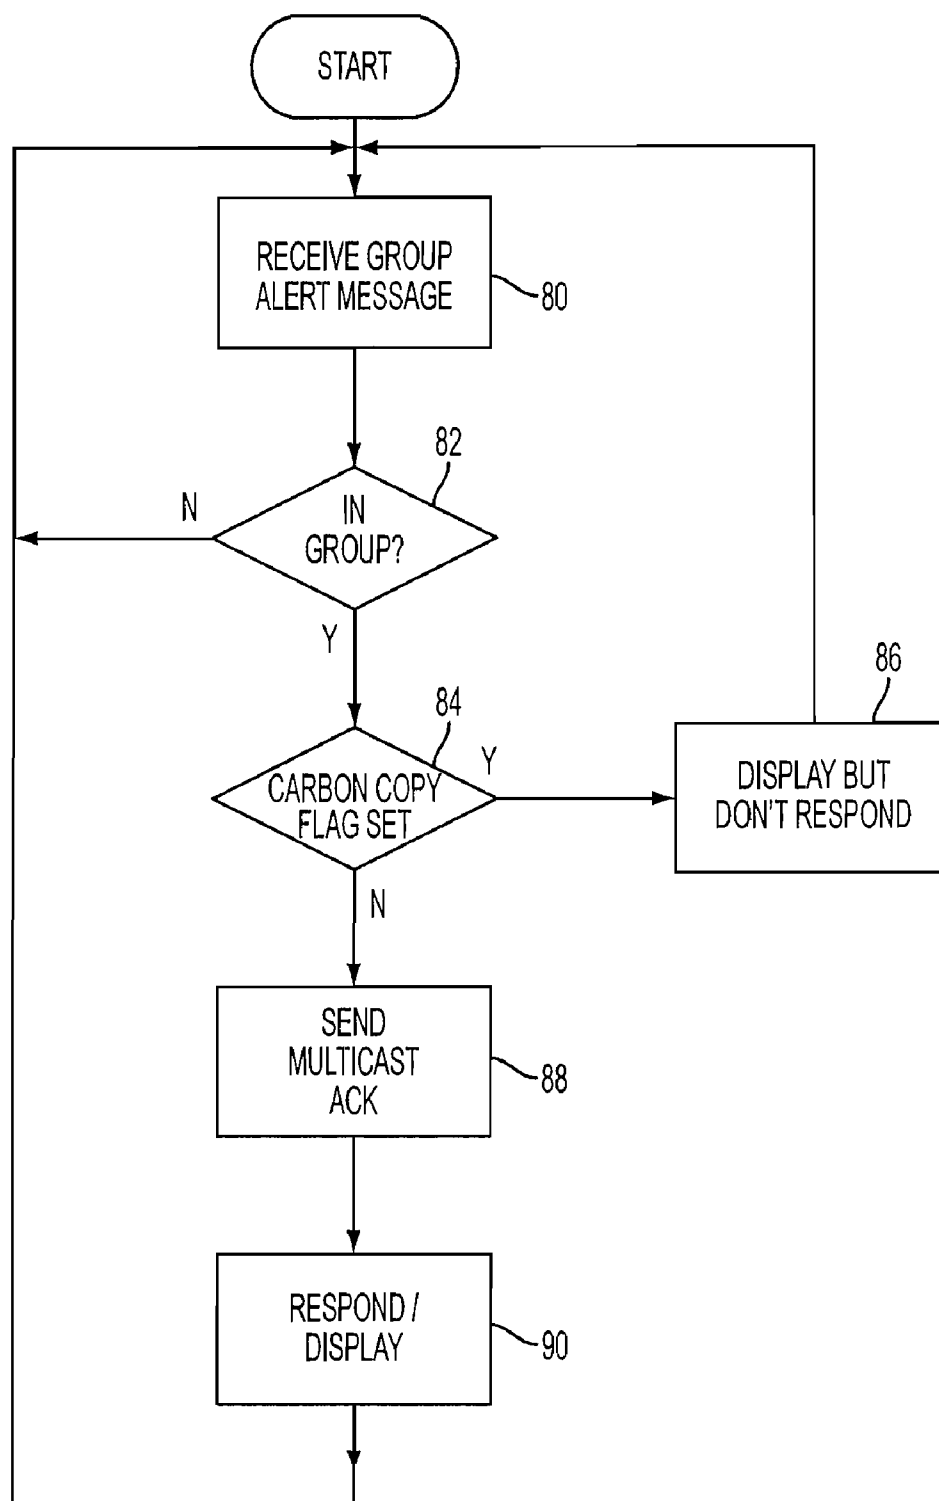 START
RECEIVE GROUP
ALERT MESSAGE
80
82
N
IN
GROUP?
Y
84
86
CARBON COPY
FLAG SET
Y
DISPLAY BUT
DON'T RESPOND
N
SEND
MULTICAST
ACK
88
RESPOND /
DISPLAY
90